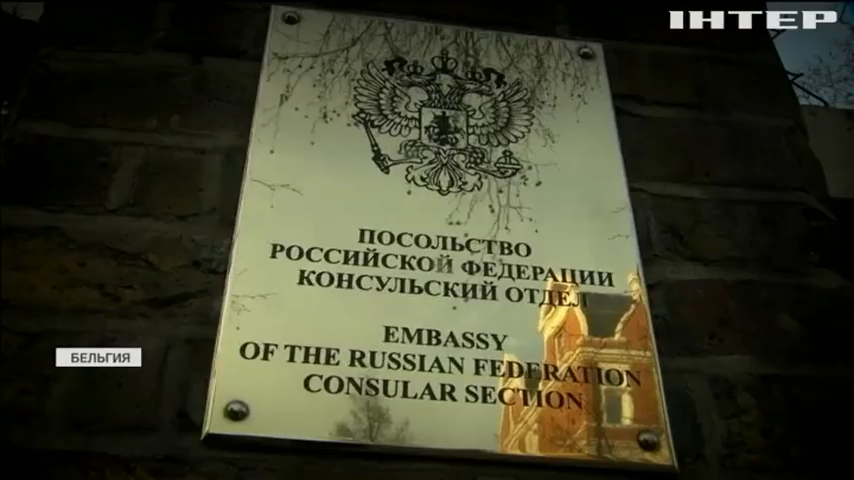 ІНТЕР
ПОСОЛЬСТВО
РОССИЙСКОЙ ФЕДЕРАЦИИ
КОНСУЛЬСКИЙ ОТДЕЛ
EMBASSY
OF THE RUSSIAN FEDERATION
CONSULAR SECTION
БЕЛЬГИЯ